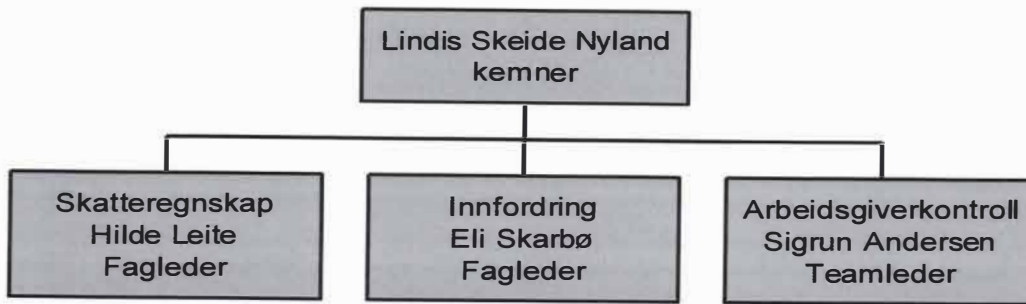 Lindis Skeide Nyland
kemner
Skatteregnskap
Hilde Leite
Fagleder
Innfordring
Eli Skarbø
Fagleder
Arbeidsgiverkontroll
Sigrun Andersen
Teamleder